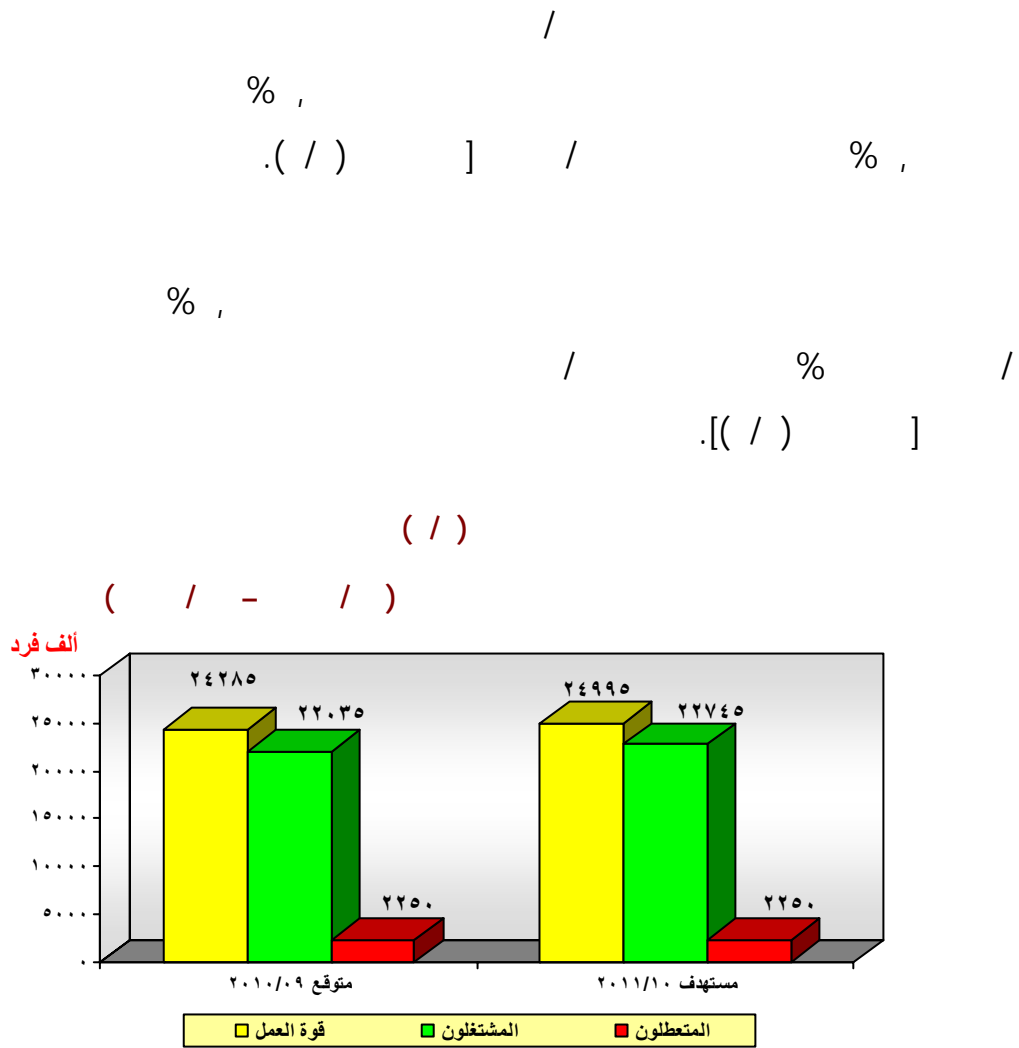 /
% ,
% , / [ ( / ).
% ,
/ % /
[ ( / )].
( / )
( / – / )
ألف فرد
٣٠٠٠٠
٢٥٠٠٠
٢٠٠٠٠
١٥٠٠٠
١٠٠٠٠
٥٠٠٠
٠
٢٤٢٨٥
٢٢٠٣٥
٢٢٥٠
٢٤٩٩٥
٢٢٧٤٥
٢٢٥٠
متوقع ٢٠١٠/٠٩
مستهدف ٢٠١١/١٠
قوة العمل
المشتغلون
المتعطلون